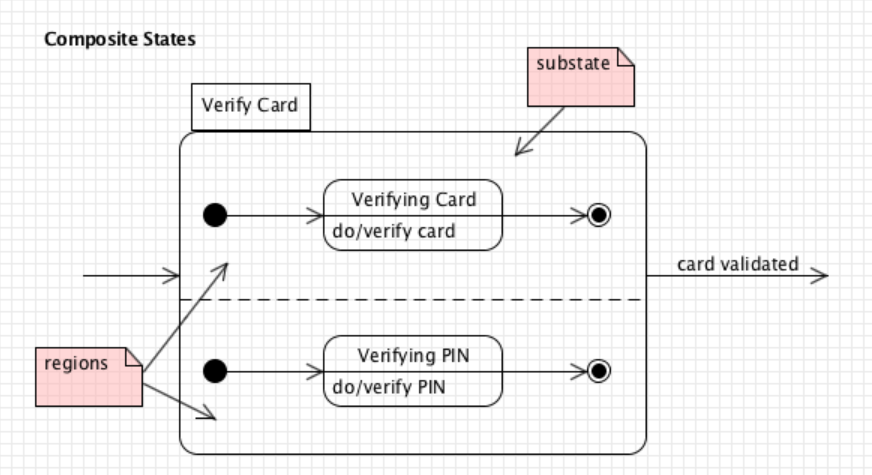 Composite States
substate
Verify Card
Verifying Card
do/verify card
card validated
regions
Verifying PIN
do/verify PIN